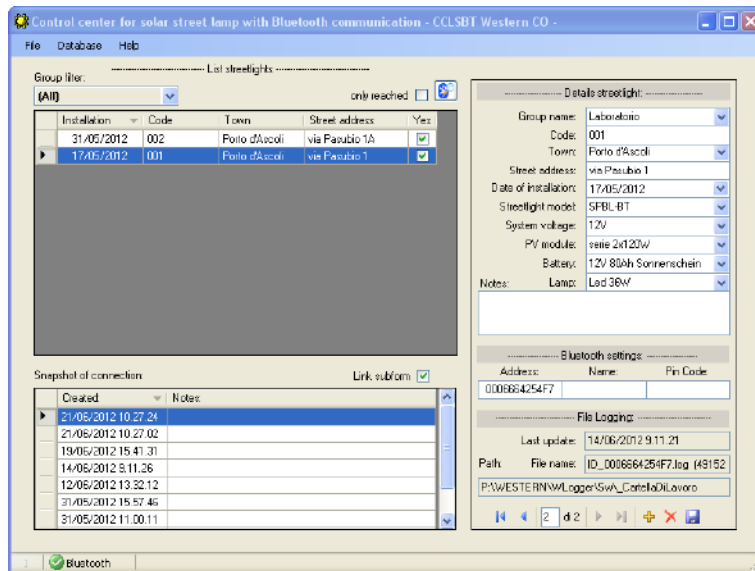 Control center for solar street lamp with Bluetooth communication - CCLSBT Western CO -
File Database Help
List streetlights
Group filter:
(All)
only reached
Installation Code Town Street address Yes
31/05/2012 002 Porto d'Ascoli via Pasubio 1A
17/05/2012 001 Porto d'Ascoli via Pasubio 1
Snapshot of connection: Link subform
Created Notes:
21/06/2012 10.27.24
21/06/2012 10.27.02
19/06/2012 15.41.31
14/06/2012 9.11.26
12/06/2012 13.32.12
31/05/2012 15.57.46
31/05/2012 11.00.11
Details streetlight:
Group name: Laboratorio
Code: 001
Town: Porto d'Ascoli
Street address: via Pasubio 1
Date of installation: 17/05/2012
Streetlight model: SPBL-BT
System voltage: 12V
PV module: serie 2x120W
Battery: 12V 80Ah Sonnenschein
Notes: Lamp: Led 36W
Bluetooth settings:
Address: Name: Pin Code:
0006664254F7
File Logging:
Last update: 14/06/2012 9.11.21
Path: File name: ID_0006664254F7.log (49152
P:\WESTERN\WLogger\SwA_CartellaDiLavoro
2 di 2
Bluetooth